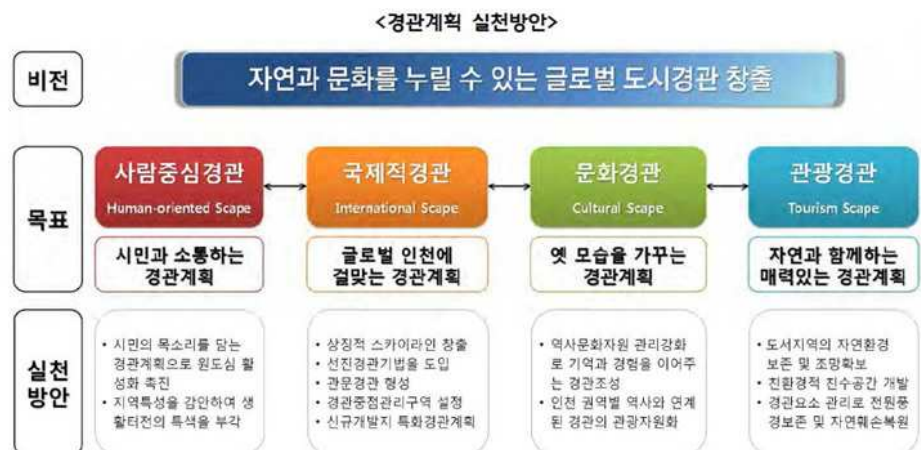 <경관계획 실천방안>
비전
자연과 문화를 누릴 수 있는 글로벌 도시경관 창출
목표
사람중심경관
Human-oriented Scape
시민과 소통하는
경관계획
국제적경관
International Scape
글로벌 인천에
걸맞는 경관계획
문화경관
Cultural Scape
옛 모습을 가꾸는
경관계획
관광경관
Tourism Scape
자연과 함께하는
매력있는 경관계획
실천
방안
• 시민의 목소리를 담는
경관계획으로 원도심 활
성화 촉진
• 지역특성을 감안하여 생
활터전의 특색을 부각
• 상징적 스카이라인 창출
• 선진경관기법을 도입
• 관문경관 형성
• 경관중점관리구역 설정
• 신규개발지 특화경관계획
• 역사문화자원 관리강화
로 기억과 경험을 이어주
는 경관조성
• 인천 권역별 역사와 연계
된 경관의 관광자원화
• 도서지역의 자연환경
보존 및 조망확보
• 친환경적 친수공간 개발
• 경관요소 관리로 전원풍
경보존 및 자연훼손복원